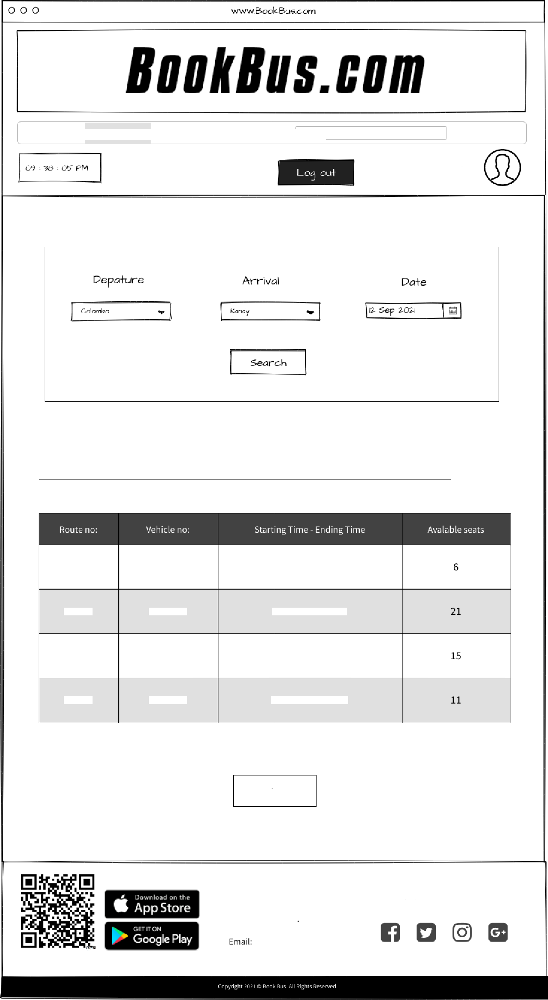 www.BookBus.com
BookBus.com
09 : 38 : 05 PM
Log out
Depature
Arrival
Date
Colombo
Kandy
12 Sep 2021
Search
Route no:
Vehicle no:
Starting Time - Ending Time
Avalable seats
6
21
15
11
Download on the
App Store
GET IT ON
Google Play
Email:
Copyright 2021 © Book Bus. All Rights Reserved.